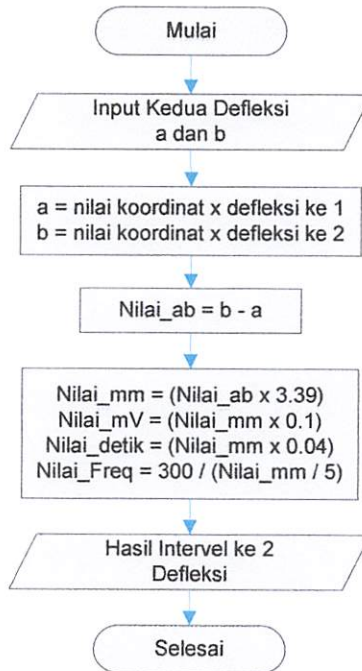 Mulai
Input Kedua Defleksi
a dan b
a = nilai koordinat x defleksi ke 1
b = nilai koordinat x defleksi ke 2
Nilai_ab = b - a
Nilai_mm = (Nilai_ab x 3.39)
Nilai_mV = (Nilai_mm x 0.1)
Nilai_detik = (Nilai_mm x 0.04)
Nilai_Freq = 300 / (Nilai_mm / 5)
Hasil Intervel ke 2
Defleksi
Selesai